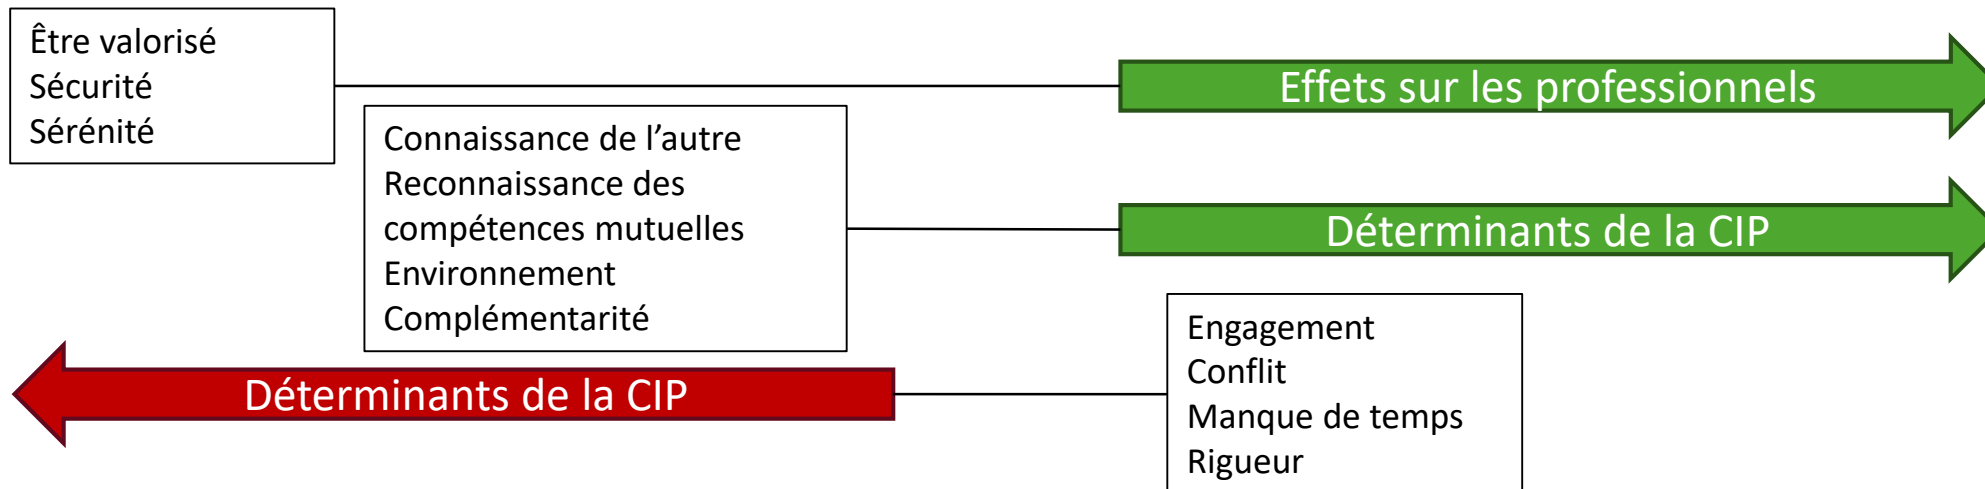 Être valorisé
Sécurité
Sérénité
Effets sur les professionnels
Connaissance de l’autre
Reconnaissance des
compétences mutuelles
Environnement
Complémentarité
Déterminants de la CIP
Déterminants de la CIP
Engagement
Conflit
Manque de temps
Rigueur